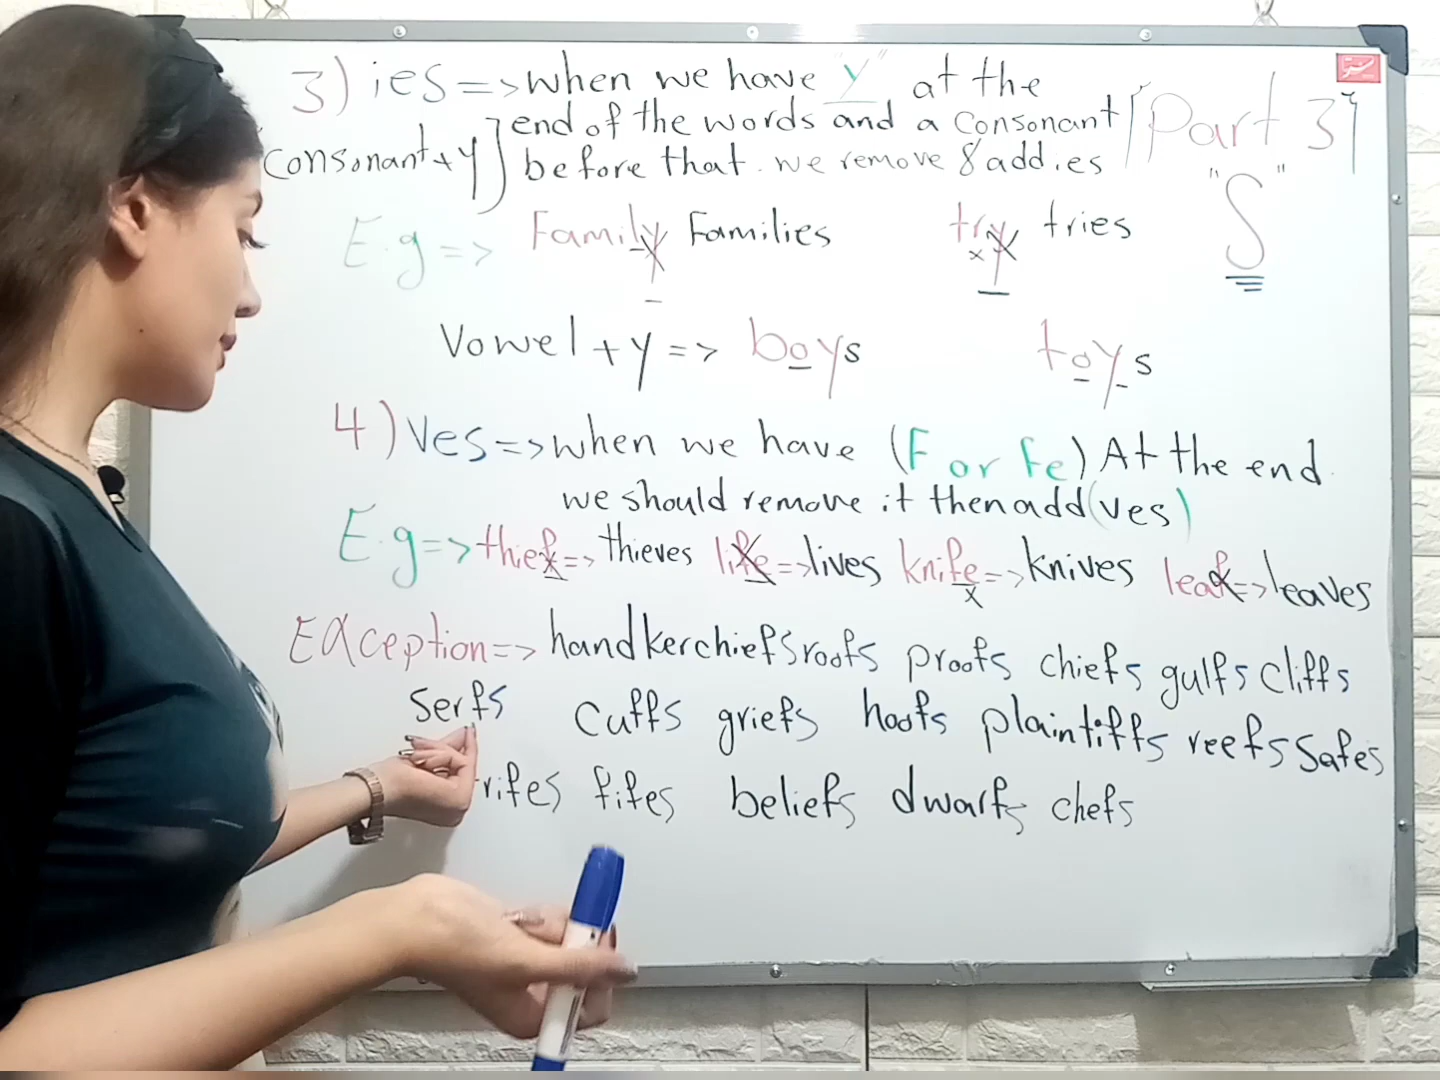 3) ies => when we have "y" at the
end of the words and a consonant
consonant + y] before that. we remove & add .ies
[Part 3]
"S"
E.g => Family Families try tries
Vowel + y => boys toys
4) Ves => when we have (F or fe) At the end
we should remove it then add (ves)
E.g => thief => thieves life => lives knife => knives leaf => leaves
Exception => handkerchiefs roofs proofs chiefs gulfs cliffs
Serfs cuffs griefs hoofs plaintiffs reefs Safes
fifes beliefs dwarfs chefs